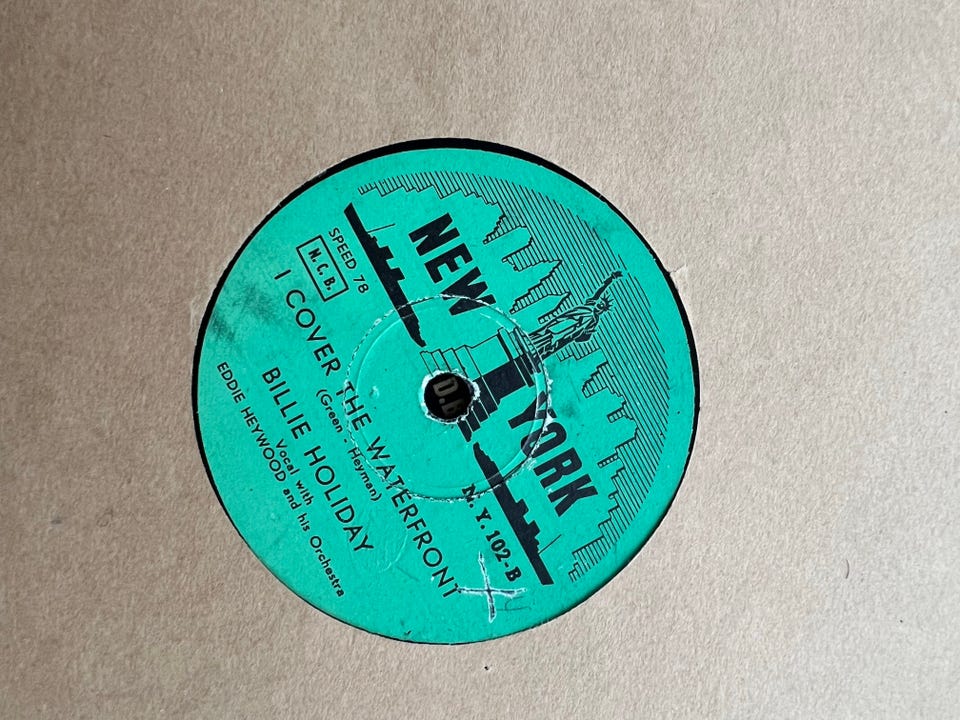 NEW YORK
SPEED 78
N.C.B.
N.Y. 102-B
I COVER THE WATERFRONT
(Green - Heyman)
BILLIE HOLIDAY
Vocal with
EDDIE HEYWOOD and his Orchestra